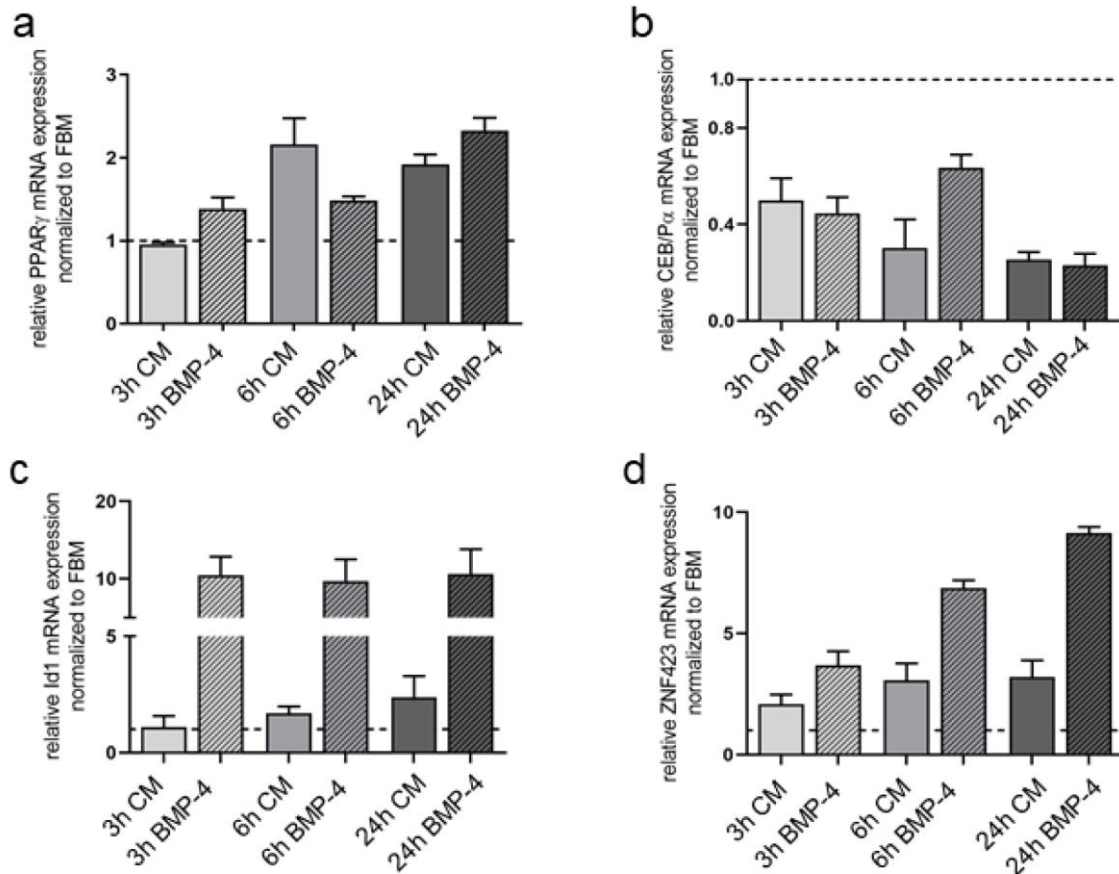 a
relative PPARγ mRNA expression
normalized to FBM
3
2
1
0
3h CM
3h BMP-4
6h CM
6h BMP-4
24h CM
24h BMP-4
b
relative CEB/Pα mRNA expression
normalized to FBM
1.0
0.8
0.4
0.0
3h CM
3h BMP-4
6h CM
6h BMP-4
24h CM
24h BMP-4
c
relative Id1 mRNA expression
normalized to FBM
20
10
5
0
3h CM
3h BMP-4
6h CM
6h BMP-4
24h CM
24h BMP-4
d
relative ZNF423 mRNA expression
normalized to FBM
10
5
0
3h CM
3h BMP-4
6h CM
6h BMP-4
24h CM
24h BMP-4